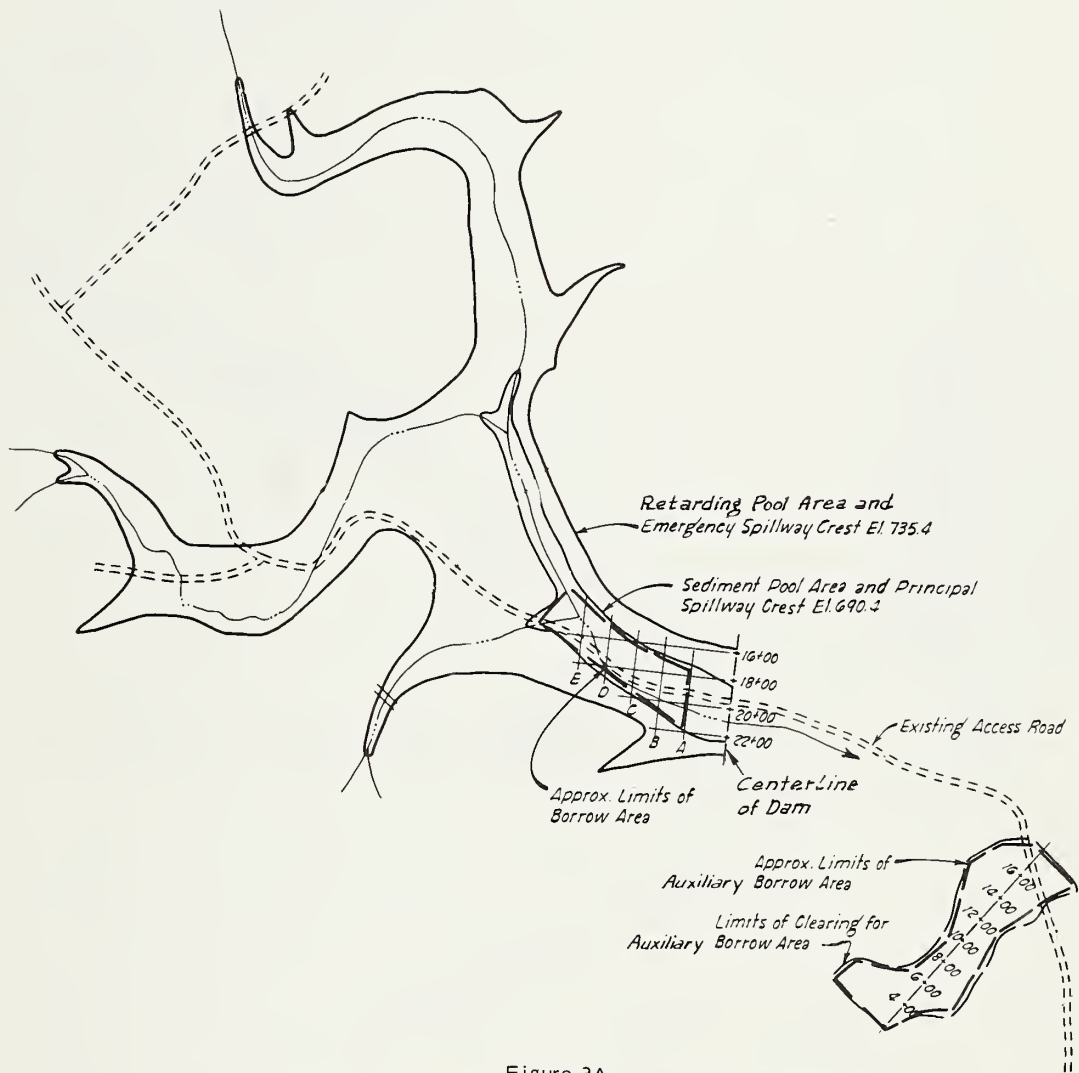 Retarding Pool Area and
Emergency Spillway Crest El. 735.4
Sediment Pool Area and Principal
Spillway Crest El. 690.4
16+00
18+00
20+00
22+00
E
D
C
B
A
Existing Access Road
Approx. Limits of
Borrow Area
Centerline
of Dam
Approx. Limits of
Auxiliary Borrow Area
Limits of Clearing for
Auxiliary Borrow Area
16+00
14+00
12+00
10+00
8+00
6+00
4+00
Figure 2A